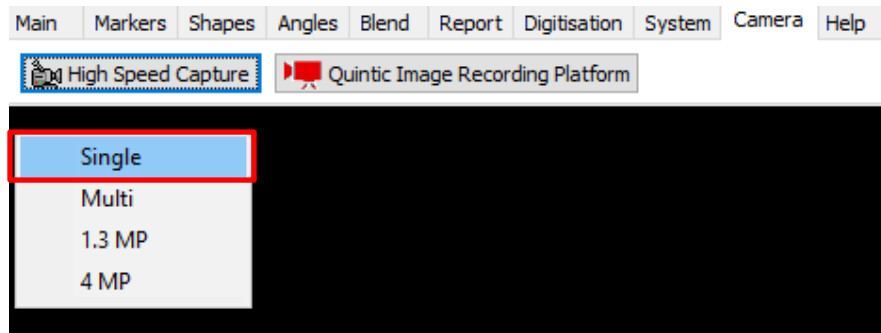 Main Markers Shapes Angles Blend Report Digitisation System Camera Help
High Speed Capture Quintic Image Recording Platform
Single
Multi
1.3 MP
4 MP